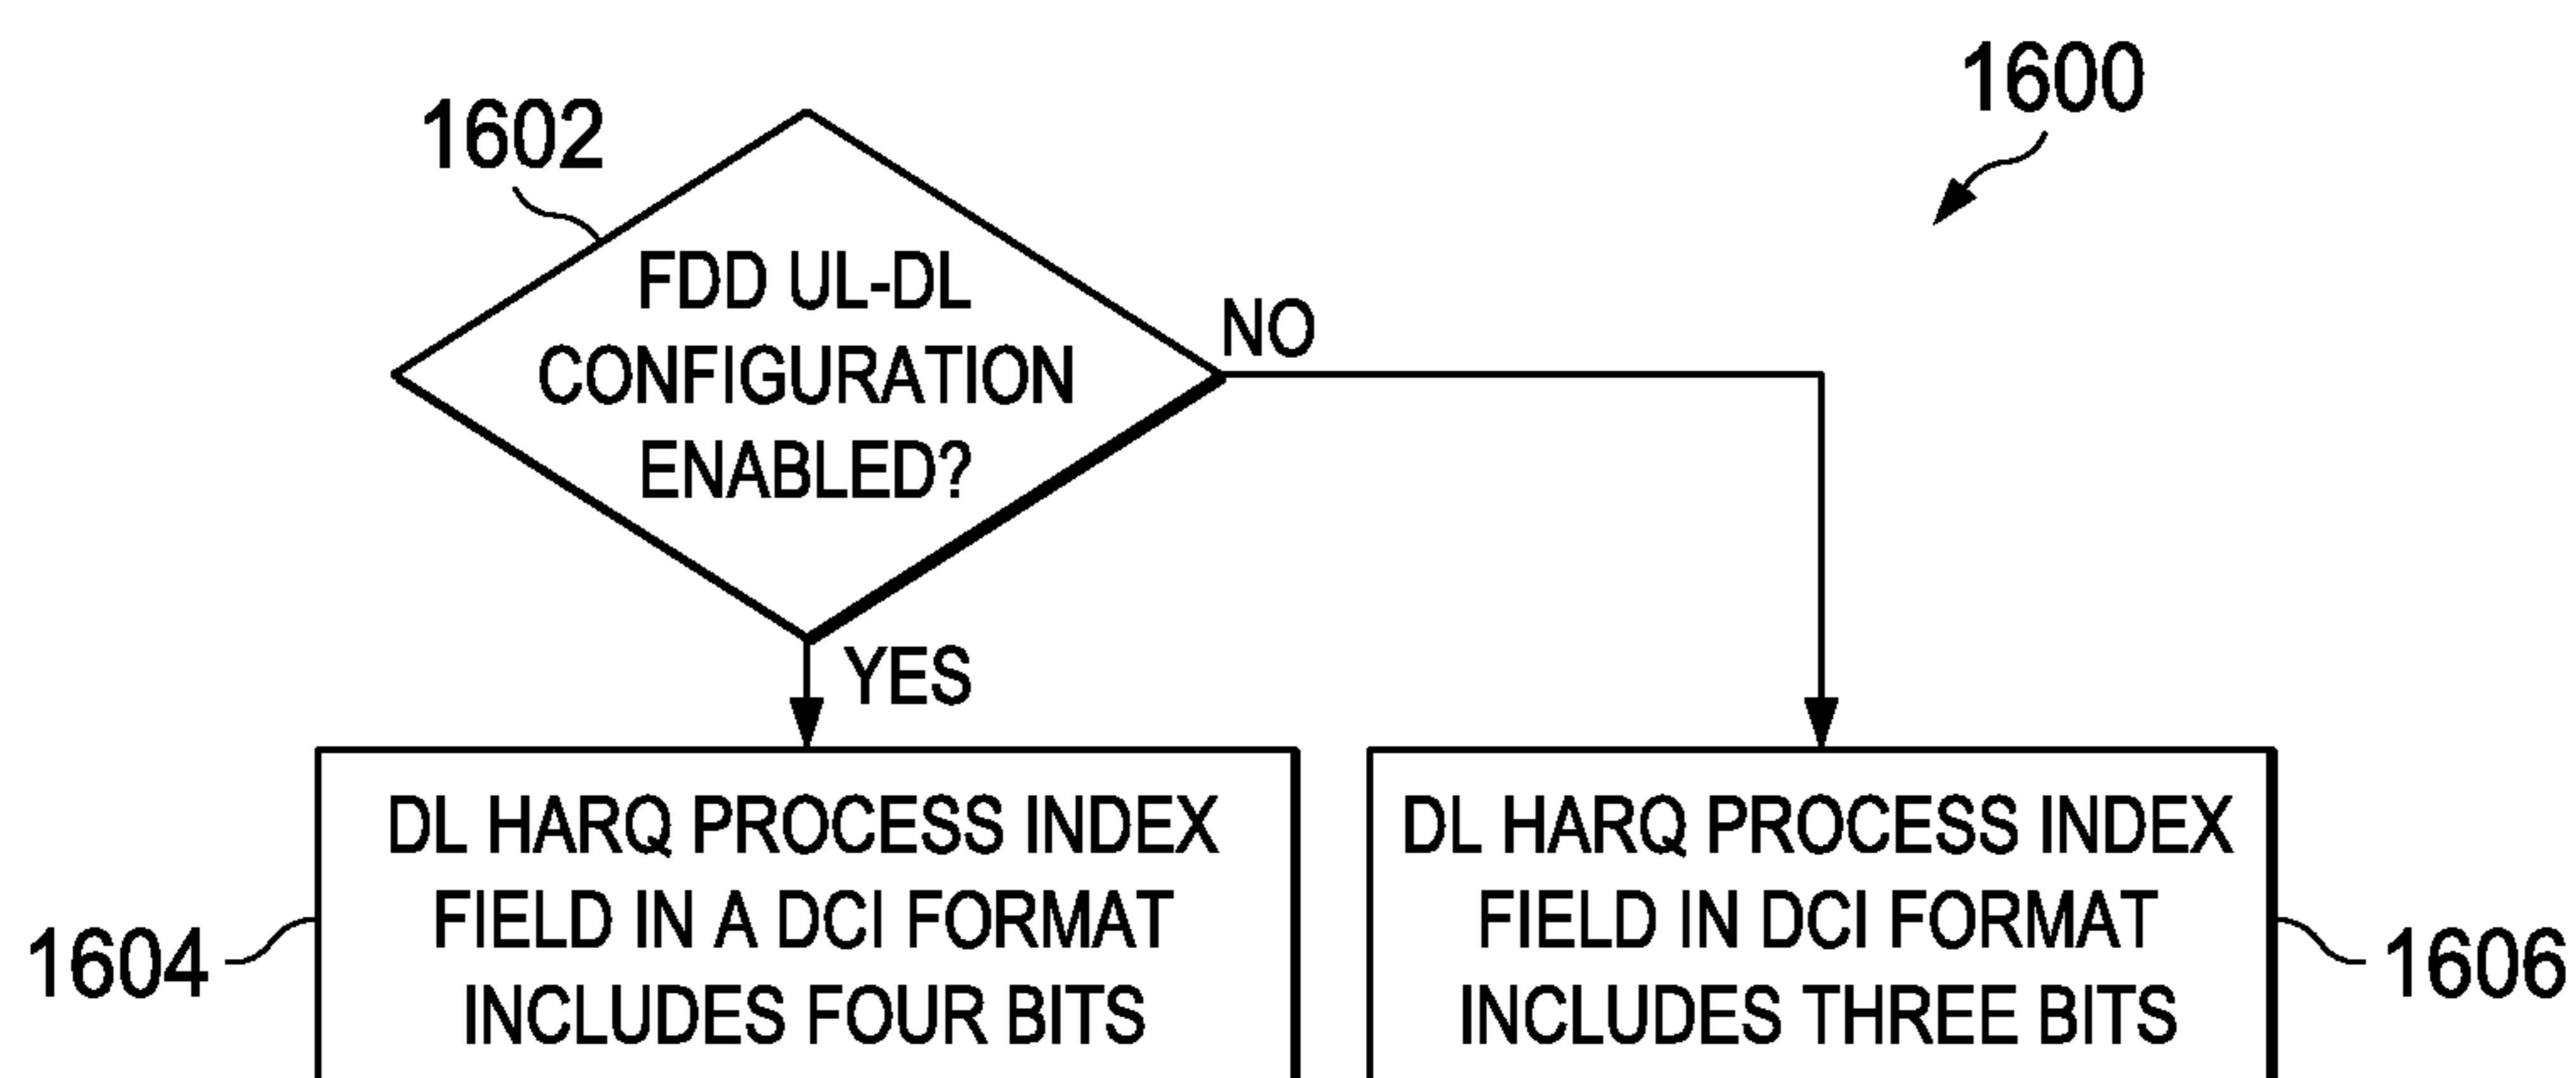 1600
1602
FDD UL-DL
CONFIGURATION
ENABLED?
NO
YES
DL HARQ PROCESS INDEX
FIELD IN A DCI FORMAT
INCLUDES FOUR BITS
1604
DL HARQ PROCESS INDEX
FIELD IN DCI FORMAT
INCLUDES THREE BITS
1606